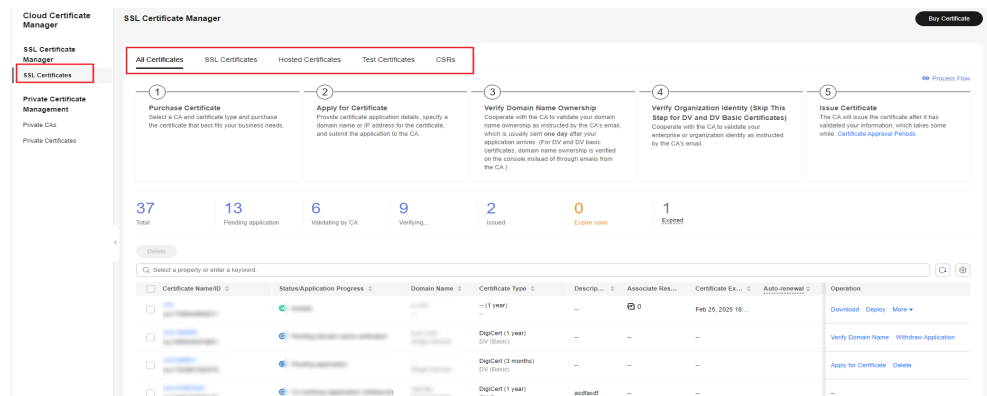 Cloud Certificate
Manager
SSL Certificate
Manager
SSL Certificates
Private Certificate
Management
Private CAs
Private Certificates
SSL Certificate Manager
Buy Certificate
All Certificates SSL Certificates Hosted Certificates Test Certificates CSRs
Process Flow
1
Purchase Certificate
Select a CA and certificate type and purchase
the certificate that best fits your business needs.
2
Apply for Certificate
Provide certificate application details, specify a
domain name or IP address for the certificate,
and submit the application to the CA.
3
Verify Domain Name Ownership
Cooperate with the CA to validate your domain
name ownership as instructed by the CA's email,
which is usually sent one day after your
application arrives. (For DV and DV basic
certificates, domain name ownership is verified
on the console instead of through emails from
the CA.)
4
Verify Organization Identity (Skip This
Step for DV and DV Basic Certificates)
Cooperate with the CA to validate your
enterprise or organization identity as instructed
by the CA's email.
5
Issue Certificate
The CA will issue the certificate after it has
validated your information, which takes some
while. Certificate Approval Periods
37 13 6 9 2 0 1
Total Pending application Validating by CA Verifying... Issued Expire soon Expired
Delete
Select a property or enter a keyword.
Certificate Name/ID Status/Application Progress Domain Name Certificate Type Descrip... Associate Res... Certificate Ex... Auto-renewal Operation
-- (1 year)
--
-- 0 Feb 25, 2025 18:... Download Deploy More
DigiCert (1 year)
DV (Basic)
-- -- -- Verify Domain Name Withdraw Application
DigiCert (3 months)
DV (Basic)
-- -- -- Apply for Certificate Delete
DigiCert (1 year)
asdfasdf -- -- --